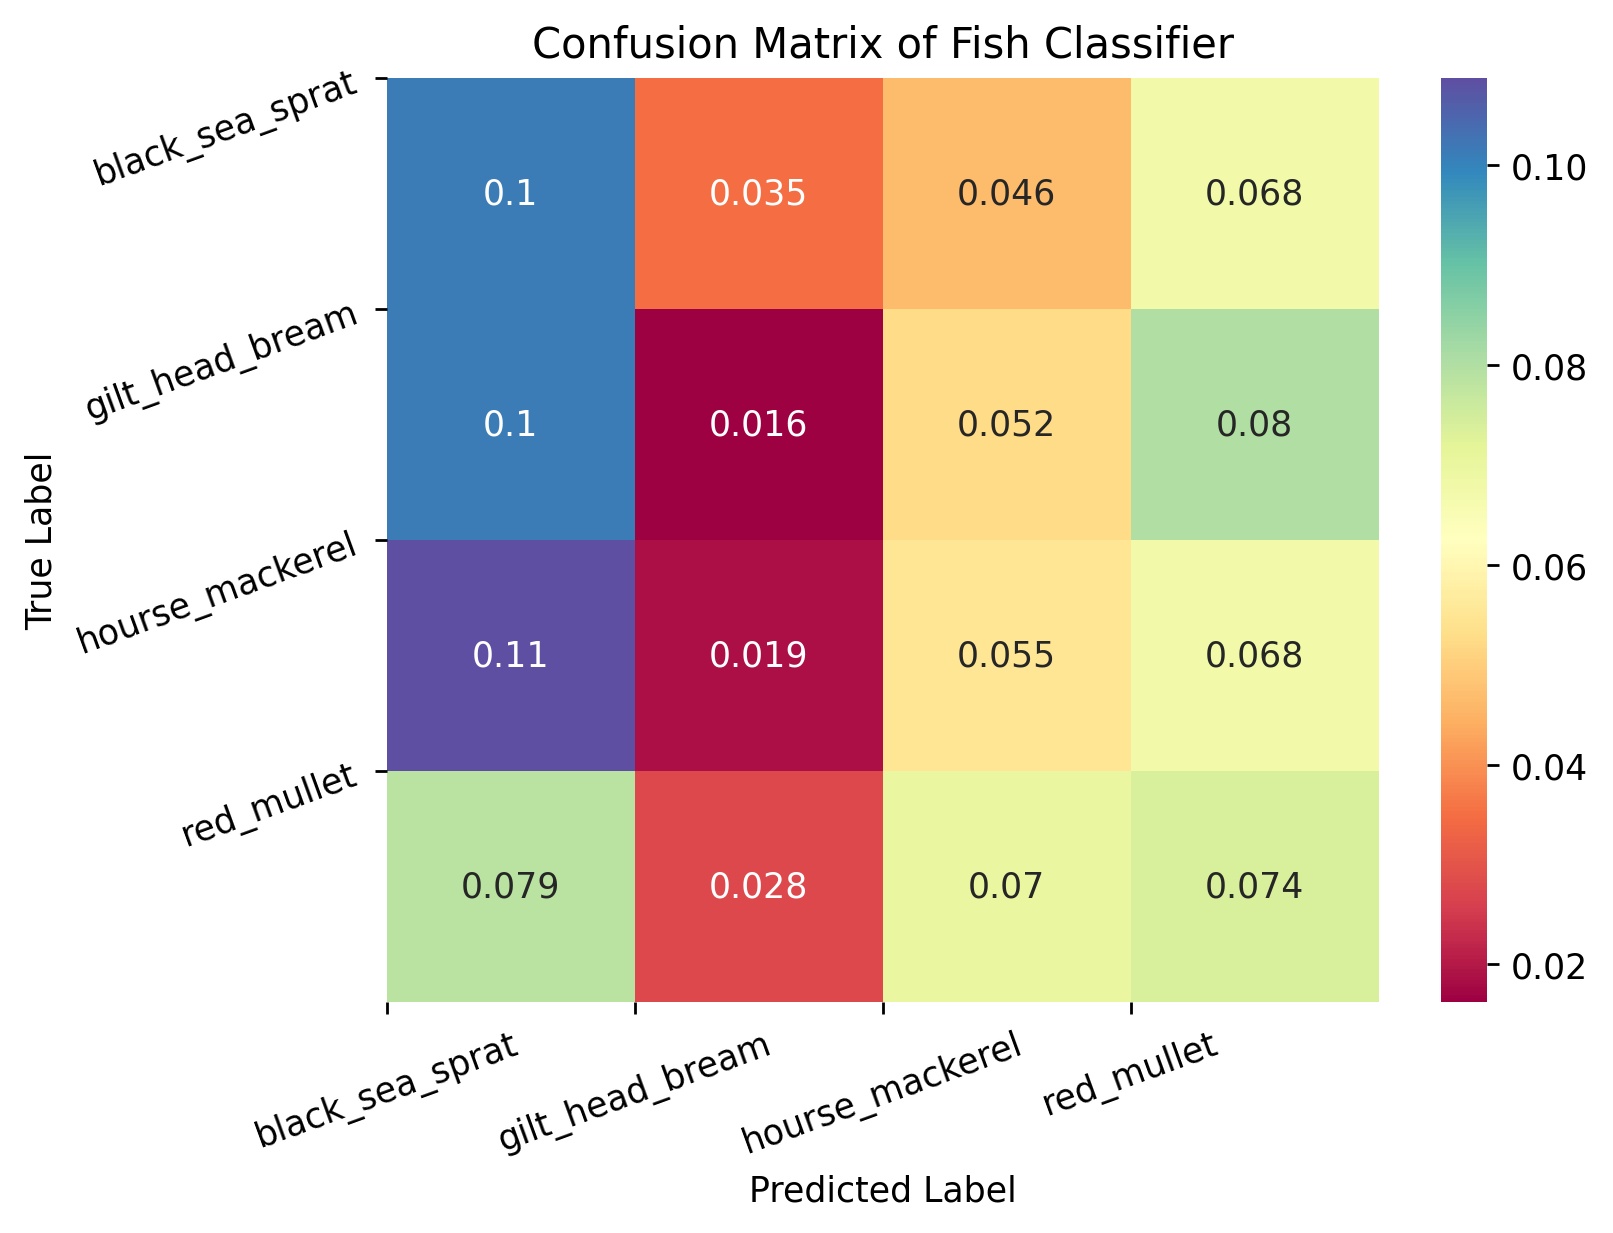 Confusion Matrix of Fish Classifier
black_sea_sprat
0.1 0.035 0.046 0.068
gilt_head_bream
0.1 0.016 0.052 0.08
hourse_mackerel
0.11 0.019 0.055 0.068
red_mullet
0.079 0.028 0.07 0.074
True Label
black_sea_sprat gilt_head_bream hourse_mackerel red_mullet
Predicted Label
0.10
0.08
0.06
0.04
0.02